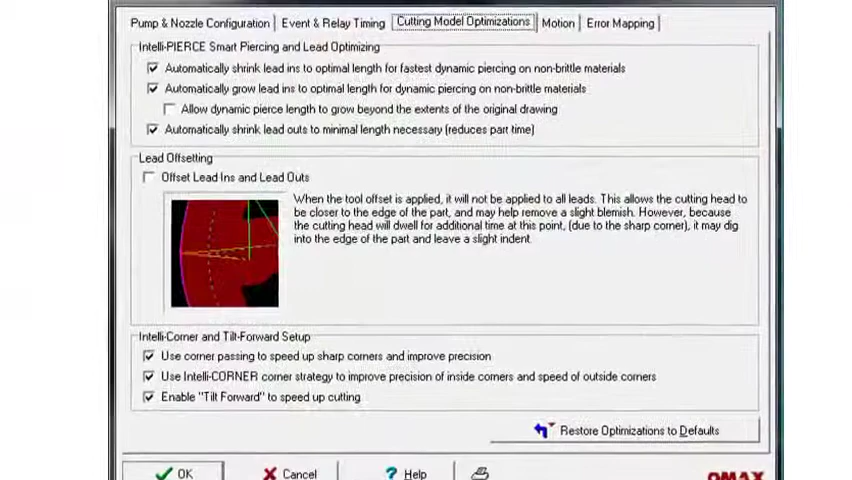 Pump & Nozzle Configuration
Event & Relay Timing
Cutting Model Optimizations
Motion
Error Mapping
Intelli-PIERCE Smart Piercing and Lead Optimizing
Automatically shrink lead ins to optimal length for fastest dynamic piercing on non-brittle materials
Automatically grow lead ins to optimal length for dynamic piercing on non-brittle materials
Allow dynamic pierce length to grow beyond the extents of the original drawing
Automatically shrink lead outs to minimal length necessary (reduces part time)
Lead Offsetting
Offset Lead Ins and Lead Outs
When the tool offset is applied, it will not be applied to all leads. This allows the cutting head to
be closer to the edge of the part, and may help remove a slight blemish. However, because
the cutting head will dwell for additional time at this point, (due to the sharp corner), it may dig
into the edge of the part and leave a slight indent.
Intelli-Corner and Tilt-Forward Setup
Use corner passing to speed up sharp corners and improve precision
Use Intelli-CORNER corner strategy to improve precision of inside corners and speed of outside corners
Enable "Tilt Forward" to speed up cutting
Restore Optimizations to Defaults
OK
Cancel
Help
OMAX